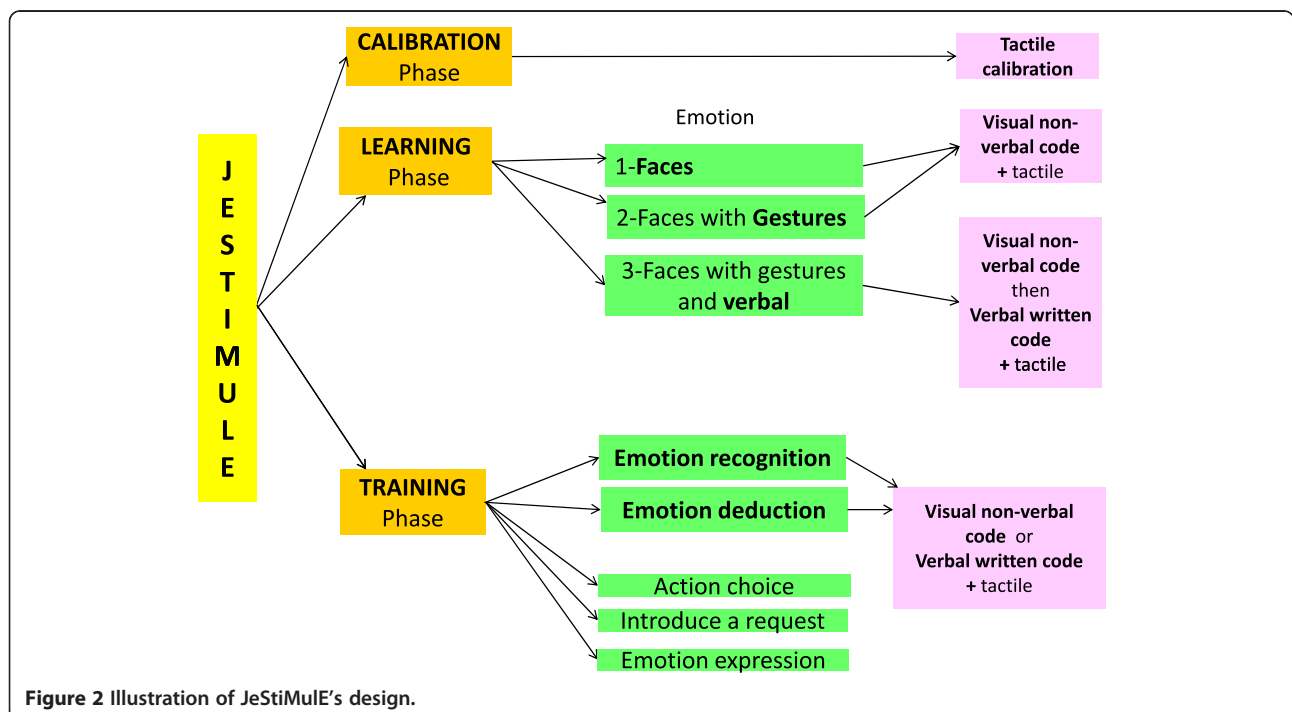 J
E
S
T
I
M
U
L
E
CALIBRATION
Phase
Tactile
calibration
LEARNING
Phase
Emotion
1-Faces
2-Faces with Gestures
3-Faces with gestures
and verbal
Visual non-
verbal code
+ tactile
Visual non-
verbal code
then
Verbal written
code
+ tactile
TRAINING
Phase
Emotion recognition
Emotion deduction
Action choice
Introduce a request
Emotion expression
Visual non-verbal
code or
Verbal written code
+ tactile
Figure 2 Illustration of JeStiMulE's design.